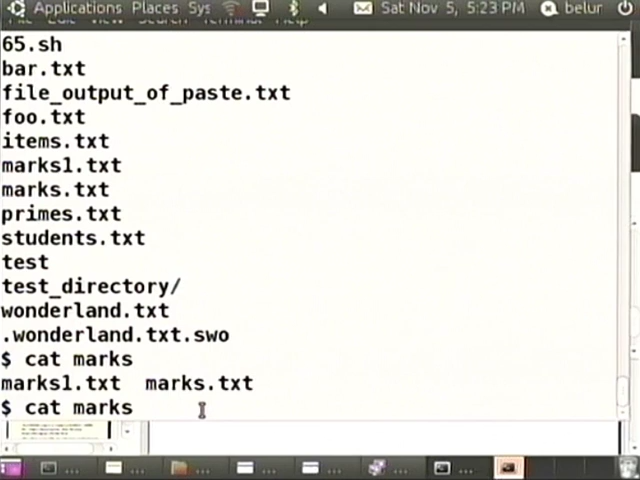 Applications Places Sys Sat Nov 5, 5:23 PM belur
65.sh
bar.txt
file_output_of_paste.txt
foo.txt
items.txt
marks1.txt
marks.txt
primes.txt
students.txt
test
test_directory/
wonderland.txt
.wonderland.txt.swo
$ cat marks
marks1.txt marks.txt
$ cat marks